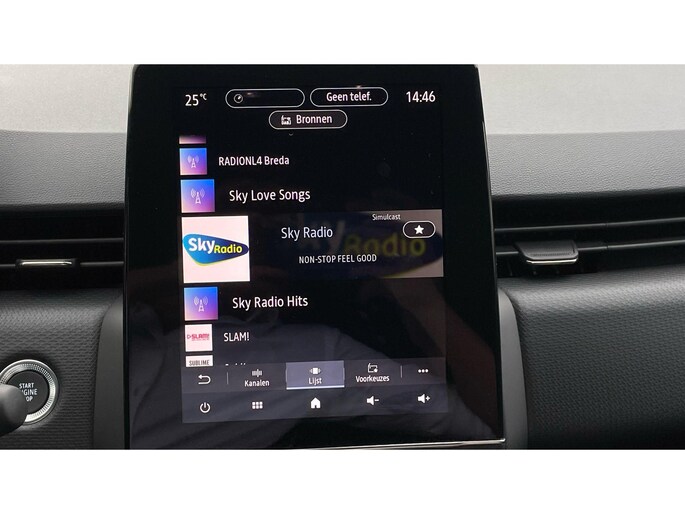 25°C
Geen telef.
14:46
Bronnen
RADIONL4 Breda
Sky Love Songs
Simulcast
Sky Radio
Sky Radio
NON-STOP FEEL GOOD
Sky Radio Hits
SLAM!
SLAM!
SUBLIME
Kanalen
Lijst
Voorkeuzes
START
ENGINE
STOP